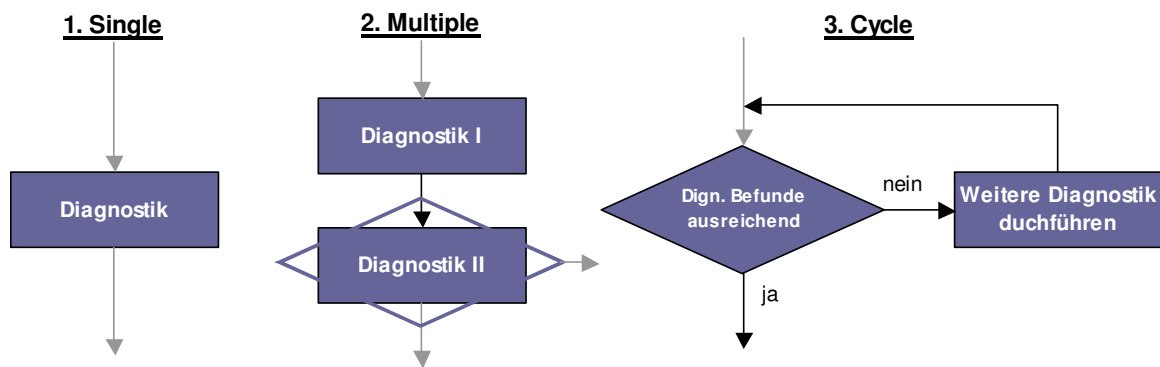 1. Single
Diagnostik
2. Multiple
Diagnostik I
Diagnostik II
3. Cycle
Dign. Befunde
ausreichend
nein
Weitere Diagnostik
duchführen
ja